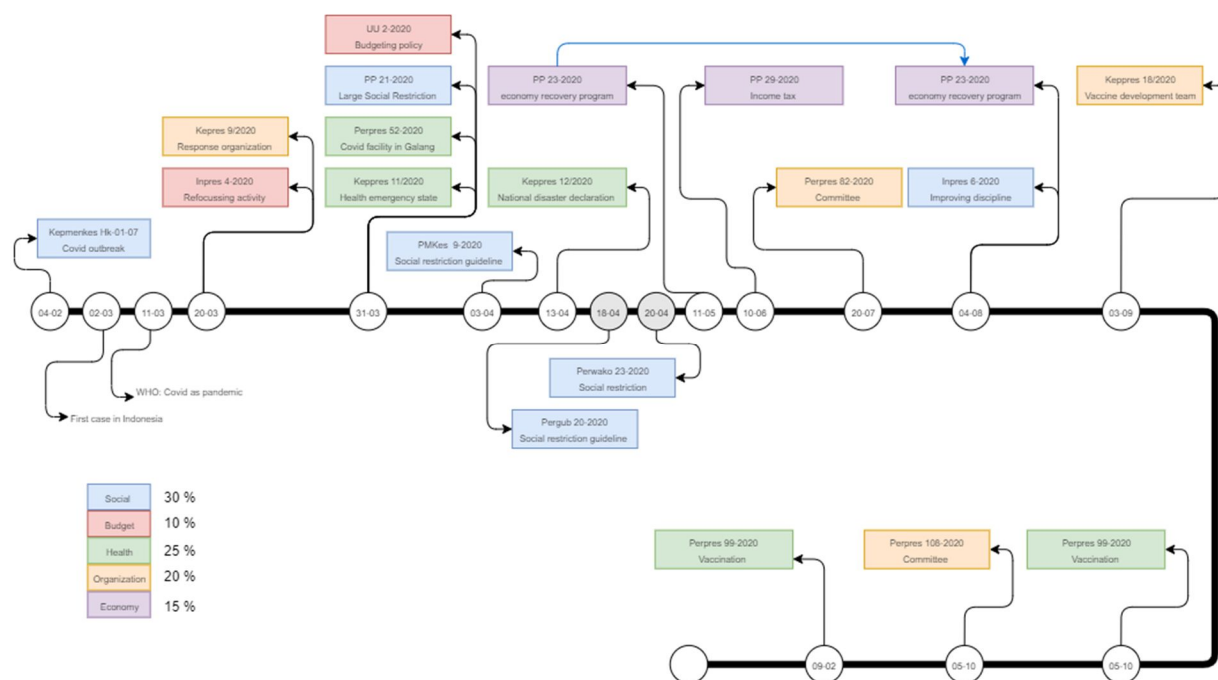 UU 2-2020
Budgeting policy
PP 21-2020
Large Social Restriction
PP 23-2020
economy recovery program
PP 29-2020
Income tax
PP 23-2020
economy recovery program
Keppres 18/2020
Vaccine development team
Kepres 9/2020
Response organization
Perpres 52-2020
Covid facility in Galang
Inpres 4-2020
Refocussing activity
Keppres 11/2020
Health emergency state
Keppres 12/2020
National disaster declaration
Perpres 82-2020
Committee
Inpres 6-2020
Improving discipline
Kepmenkes Hk-01-07
Covid outbreak
PMKes 9-2020
Social restriction guideline
04-02
02-03
11-03
20-03
31-03
03-04
13-04
18-04
20-04
11-05
10-06
20-07
04-08
03-09
Perwako 23-2020
Social restriction
WHO: Covid as pandemic
First case in Indonesia
Pergub 20-2020
Social restriction guideline
Social 30 %
Budget 10 %
Health 25 %
Organization 20 %
Economy 15 %
Perpres 99-2020
Vaccination
Perpres 108-2020
Committee
Perpres 99-2020
Vaccination
09-02
05-10
05-10